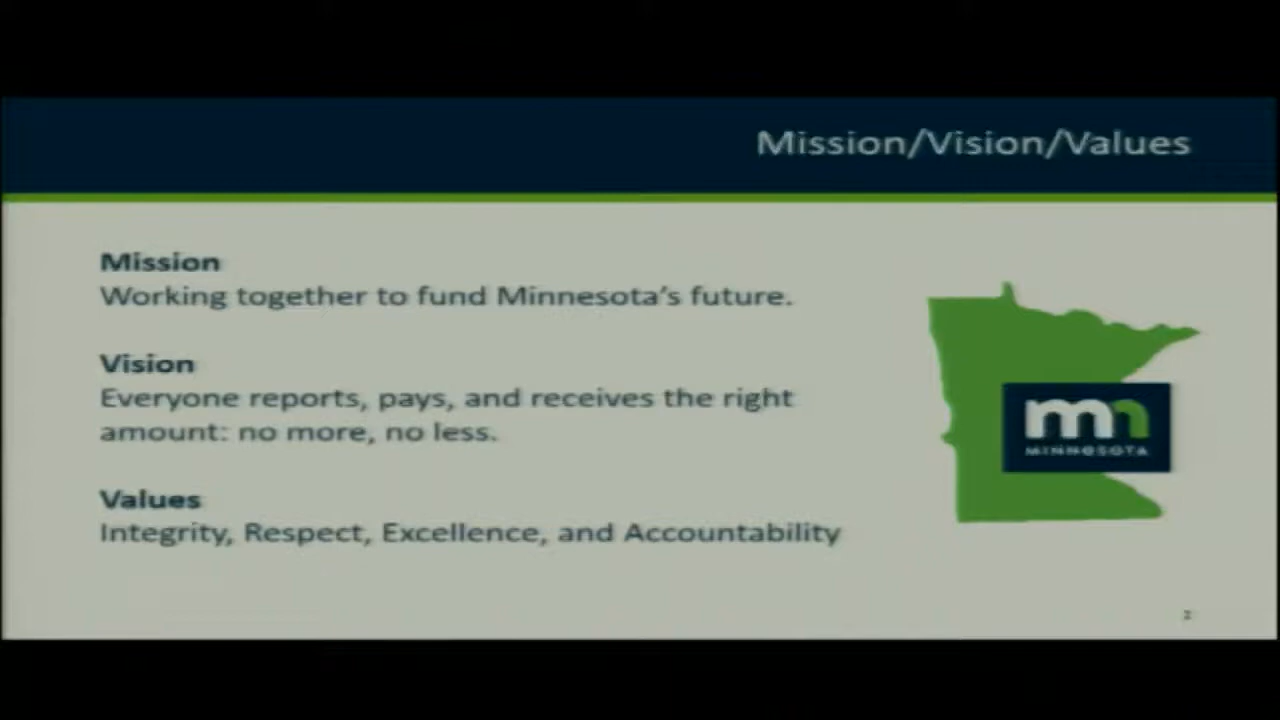 Mission/Vision/Values
Mission
Working together to fund Minnesota's future.
Vision
Everyone reports, pays, and receives the right
amount: no more, no less.
Values
Integrity, Respect, Excellence, and Accountability
mn
MINNESOTA
2